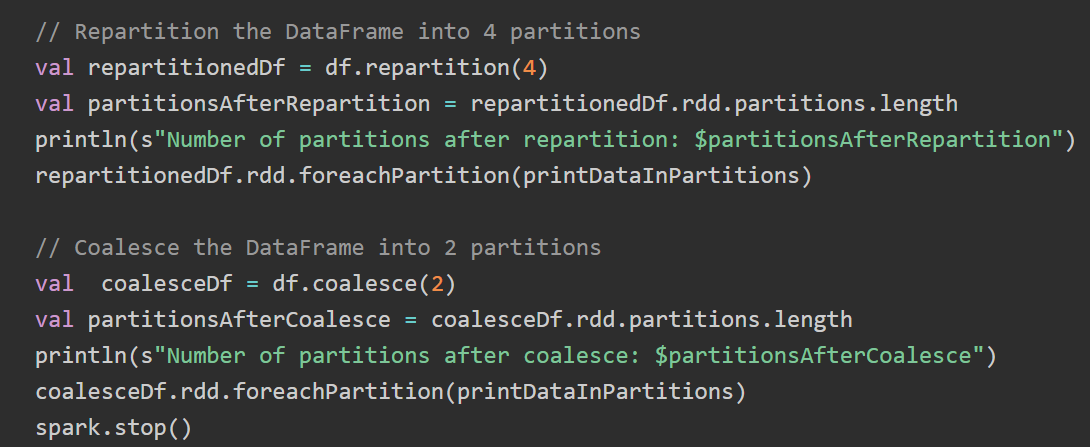 // Repartition the DataFrame into 4 partitions
val repartitionedDf = df.repartition(4)
val partitionsAfterRepartition = repartitionedDf.rdd.partitions.length
println(s"Number of partitions after repartition: $partitionsAfterRepartition")
repartitionedDf.rdd.foreachPartition(printDataInPartitions)

// Coalesce the DataFrame into 2 partitions
val  coalesceDf = df.coalesce(2)
val partitionsAfterCoalesce = coalesceDf.rdd.partitions.length
println(s"Number of partitions after coalesce: $partitionsAfterCoalesce")
coalesceDf.rdd.foreachPartition(printDataInPartitions)
spark.stop()